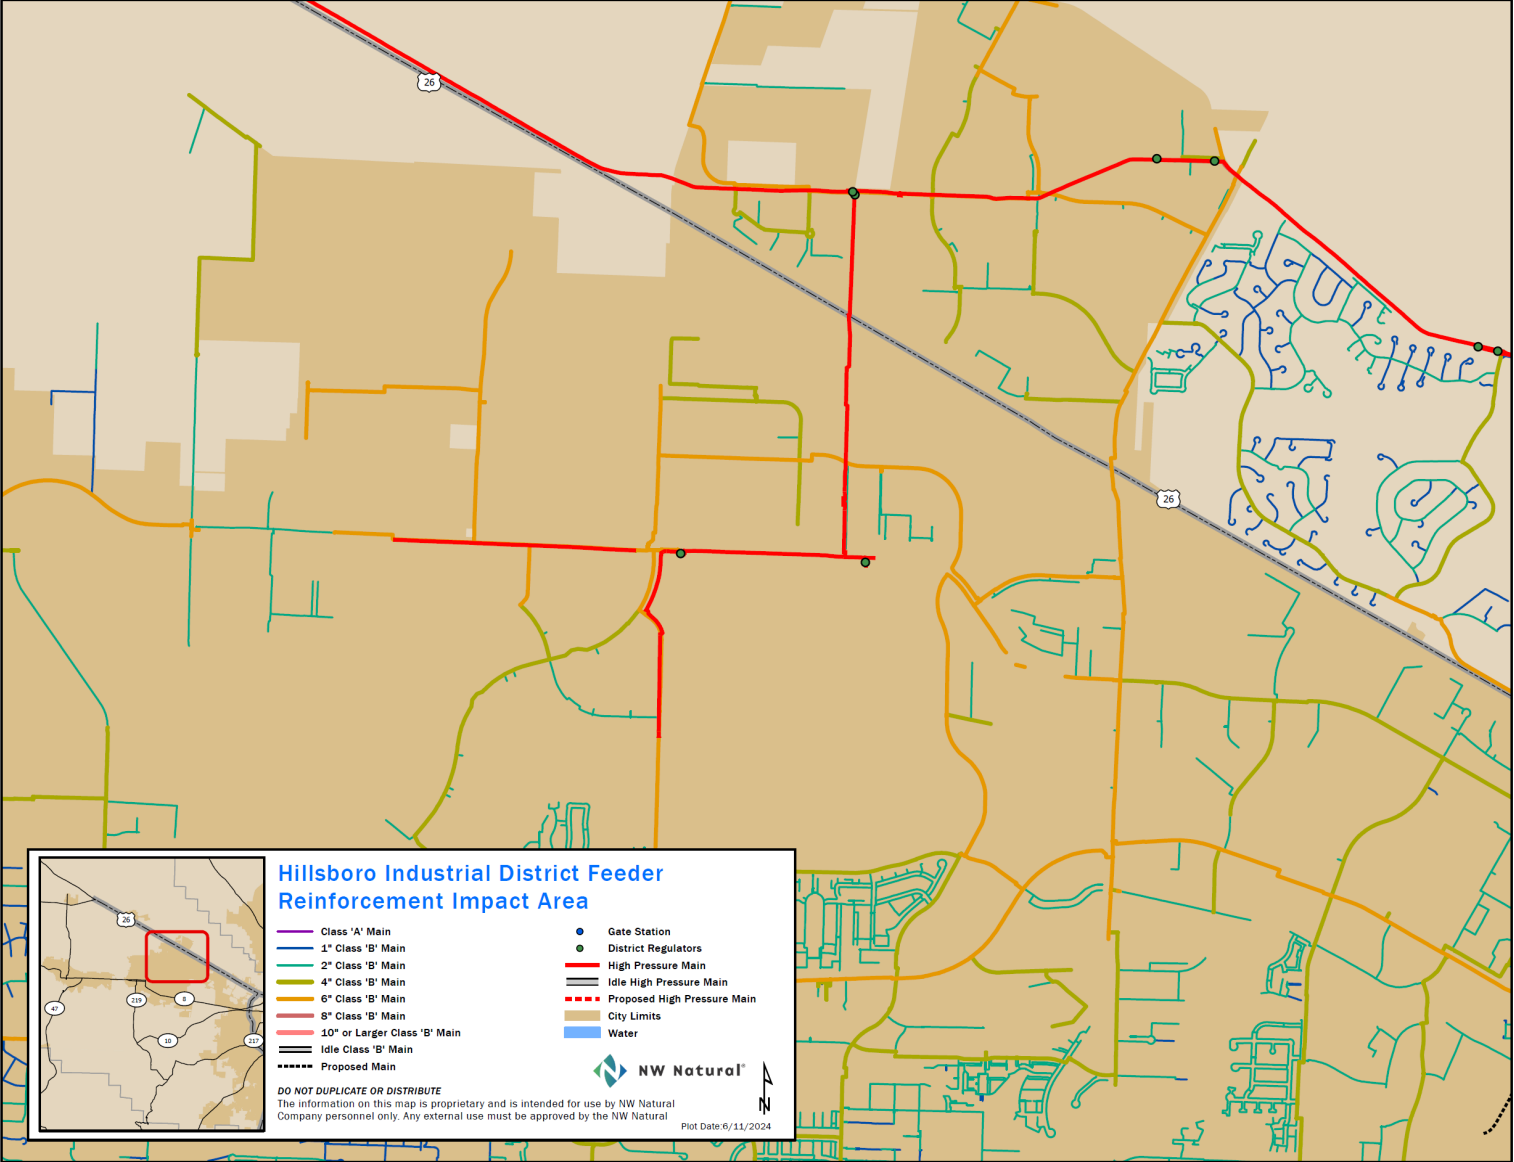 26
26
Hillsboro Industrial District Feeder
Reinforcement Impact Area
Class 'A' Main
1" Class 'B' Main
2" Class 'B' Main
4" Class 'B' Main
6" Class 'B' Main
8" Class 'B' Main
10" or Larger Class 'B' Main
Idle Class 'B' Main
Proposed Main
Gate Station
District Regulators
High Pressure Main
Idle High Pressure Main
Proposed High Pressure Main
City Limits
Water
NW Natural®
N
DO NOT DUPLICATE OR DISTRIBUTE
The information on this map is proprietary and is intended for use by NW Natural
Company personnel only. Any external use must be approved by the NW Natural
Plot Date:6/11/2024
26
47
219
8
10
217